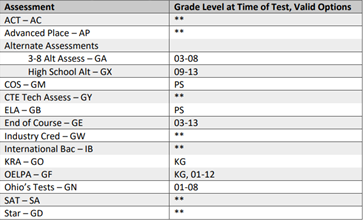 Assessment Grade Level at Time of Test, Valid Options
ACT – AC **
Advanced Place – AP **
Alternate Assessments
3-8 Alt Assess – GA 03-08
High School Alt – GX 09-13
COS – GM PS
CTE Tech Assess – GY **
ELA – GB PS
End of Course – GE 03-13
Industry Cred – GW **
International Bac – IB **
KRA – GO KG
OELPA – GF KG, 01-12
Ohio's Tests – GN 01-08
SAT – SA **
Star – GD **